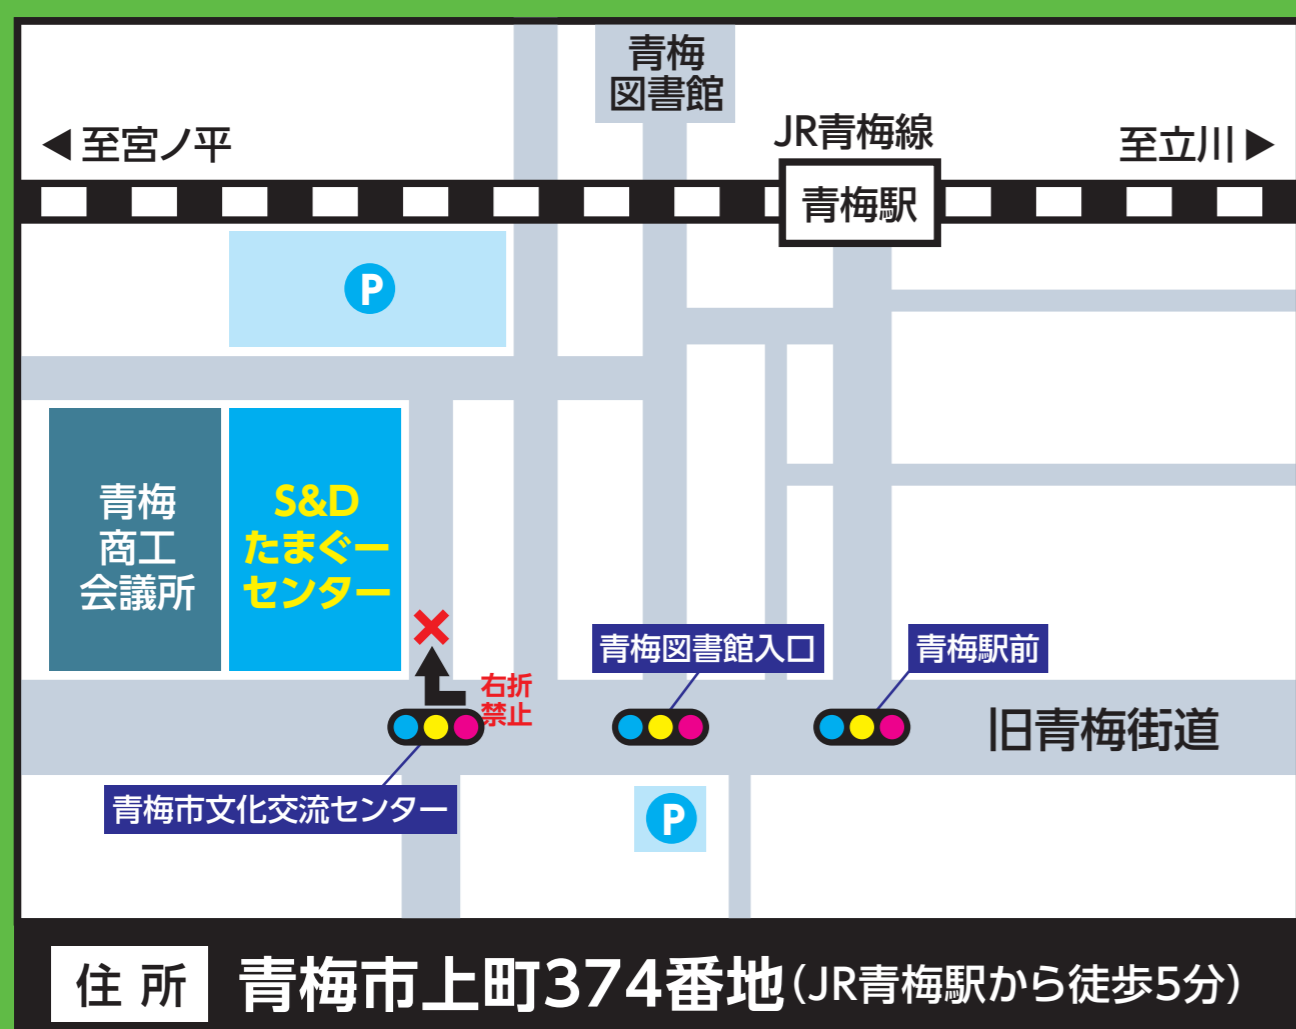 青梅
図書館
JR青梅線
◀至宮ノ平
至立川▶
青梅駅
P
青梅
商工
会議所
S&D
たまぐー
センター
右折
禁止
青梅図書館入口
青梅駅前
旧青梅街道
青梅市文化交流センター
P
住所 青梅市上町374番地(JR青梅駅から徒歩5分)